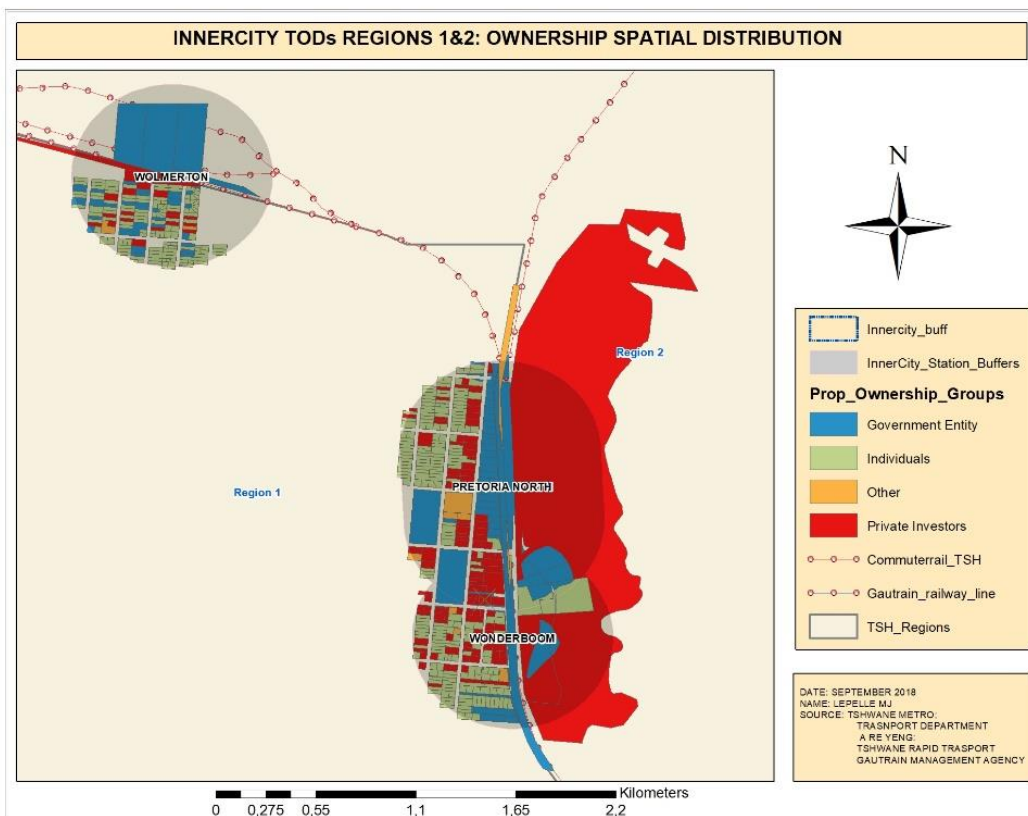 INNERCITY TODs REGIONS 1&2: OWNERSHIP SPATIAL DISTRIBUTION
WOLMERTON
N
Region 2
Region 1
PRETORIA NORTH
WONDERBOOM
Innercity_buff
InnerCity_Station_Buffers
Prop_Ownership_Groups
Government Entity
Individuals
Other
Private Investors
Commuterrail_TSH
Gautrain_railway_line
TSH_Regions
DATE: SEPTEMBER 2018
NAME: LEPELLE MJ
SOURCE: TSHWANE METRO:
TRASNPORT DEPARTMENT
A RE YENG:
TSHWANE RAPID TRASPORT
GAUTRAIN MANAGEMENT AGENCY
Kilometers
0 0,275 0,55 1,1 1,65 2,2